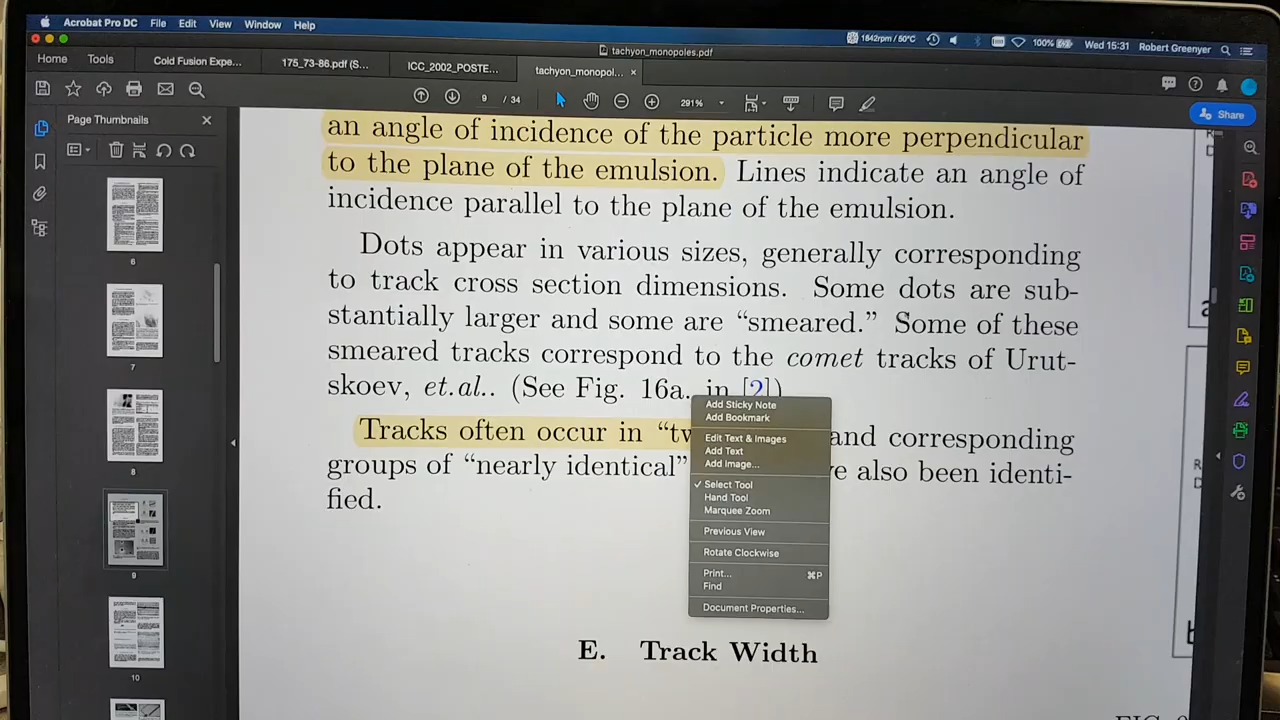 Acrobat Pro DC File Edit View Window Help
1642rpm / 50°C 100% Wed 15:31 Robert Greenyer
tachyon_monopoles.pdf
Home Tools Cold Fusion Expe... 175_73-86.pdf (S... ICC_2002_POSTE... tachyon_monopol... ×
9 / 34 291%
Share
Page Thumbnails ×
6
7
8
9
10
an angle of incidence of the particle more perpendicular
to the plane of the emulsion. Lines indicate an angle of
incidence parallel to the plane of the emulsion.
Dots appear in various sizes, generally corresponding
to track cross section dimensions. Some dots are sub-
stantially larger and some are “smeared.” Some of these
smeared tracks correspond to the comet tracks of Urut-
skoev, et.al.. (See Fig. 16a. in [2])
Tracks often occur in “tw and corresponding
groups of “nearly identical” also been identi-
fied.
Add Sticky Note
Add Bookmark
Edit Text & Images
Add Text
Add Image...
Select Tool
Hand Tool
Marquee Zoom
Previous View
Rotate Clockwise
Print... ⌘P
Find
Document Properties...
E. Track Width